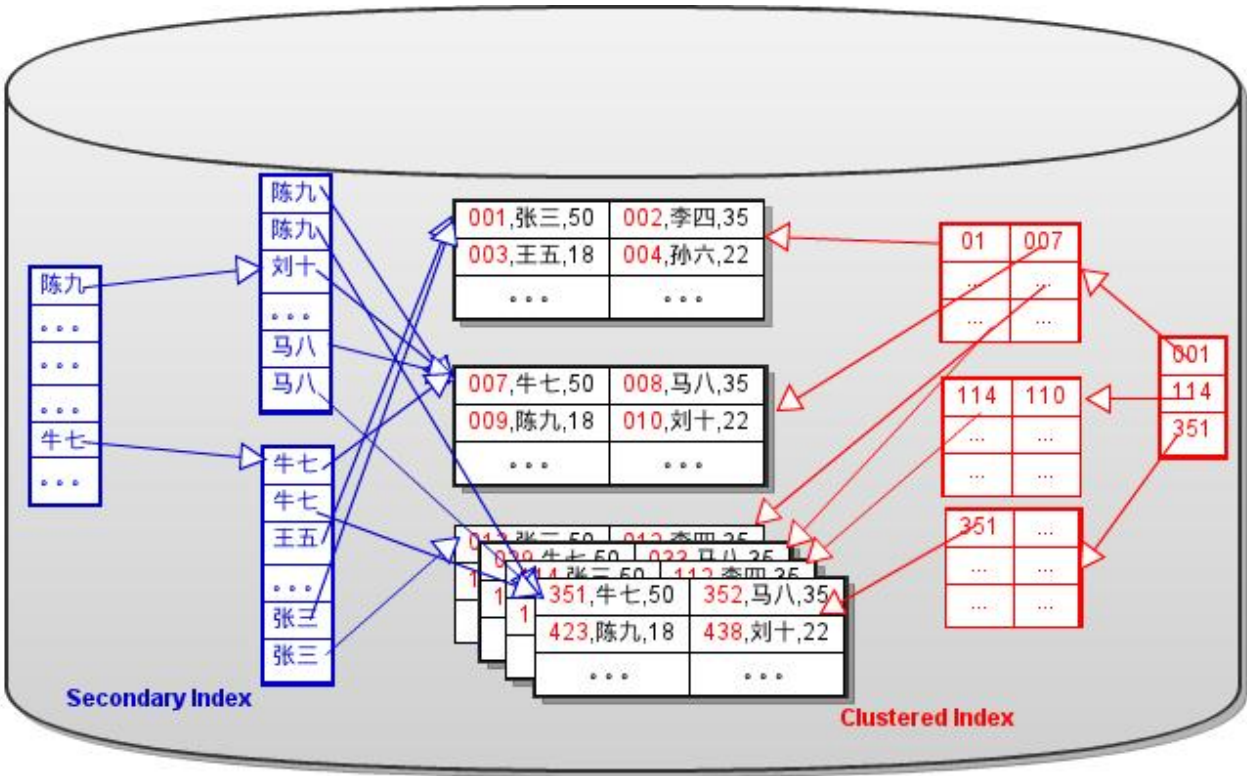 陈九
。。。
。。。
。。。
牛七
。。。
陈九
陈九
刘十
。。。
马八
马八
牛七
牛七
王五
。。。
张三
张三
Secondary Index
001,张三,50 002,李四,35
003,王五,18 004,孙六,22
。。。 。。。
007,牛七,50 008,马八,35
009,陈九,18 010,刘十,22
。。。 。。。
351,牛七,50 352,马八,35
423,陈九,18 438,刘十,22
。。。 。。。
01 007
... ...
... ...
114 110
... ...
... ...
351 ...
... ...
... ...
001
114
351
Clustered Index